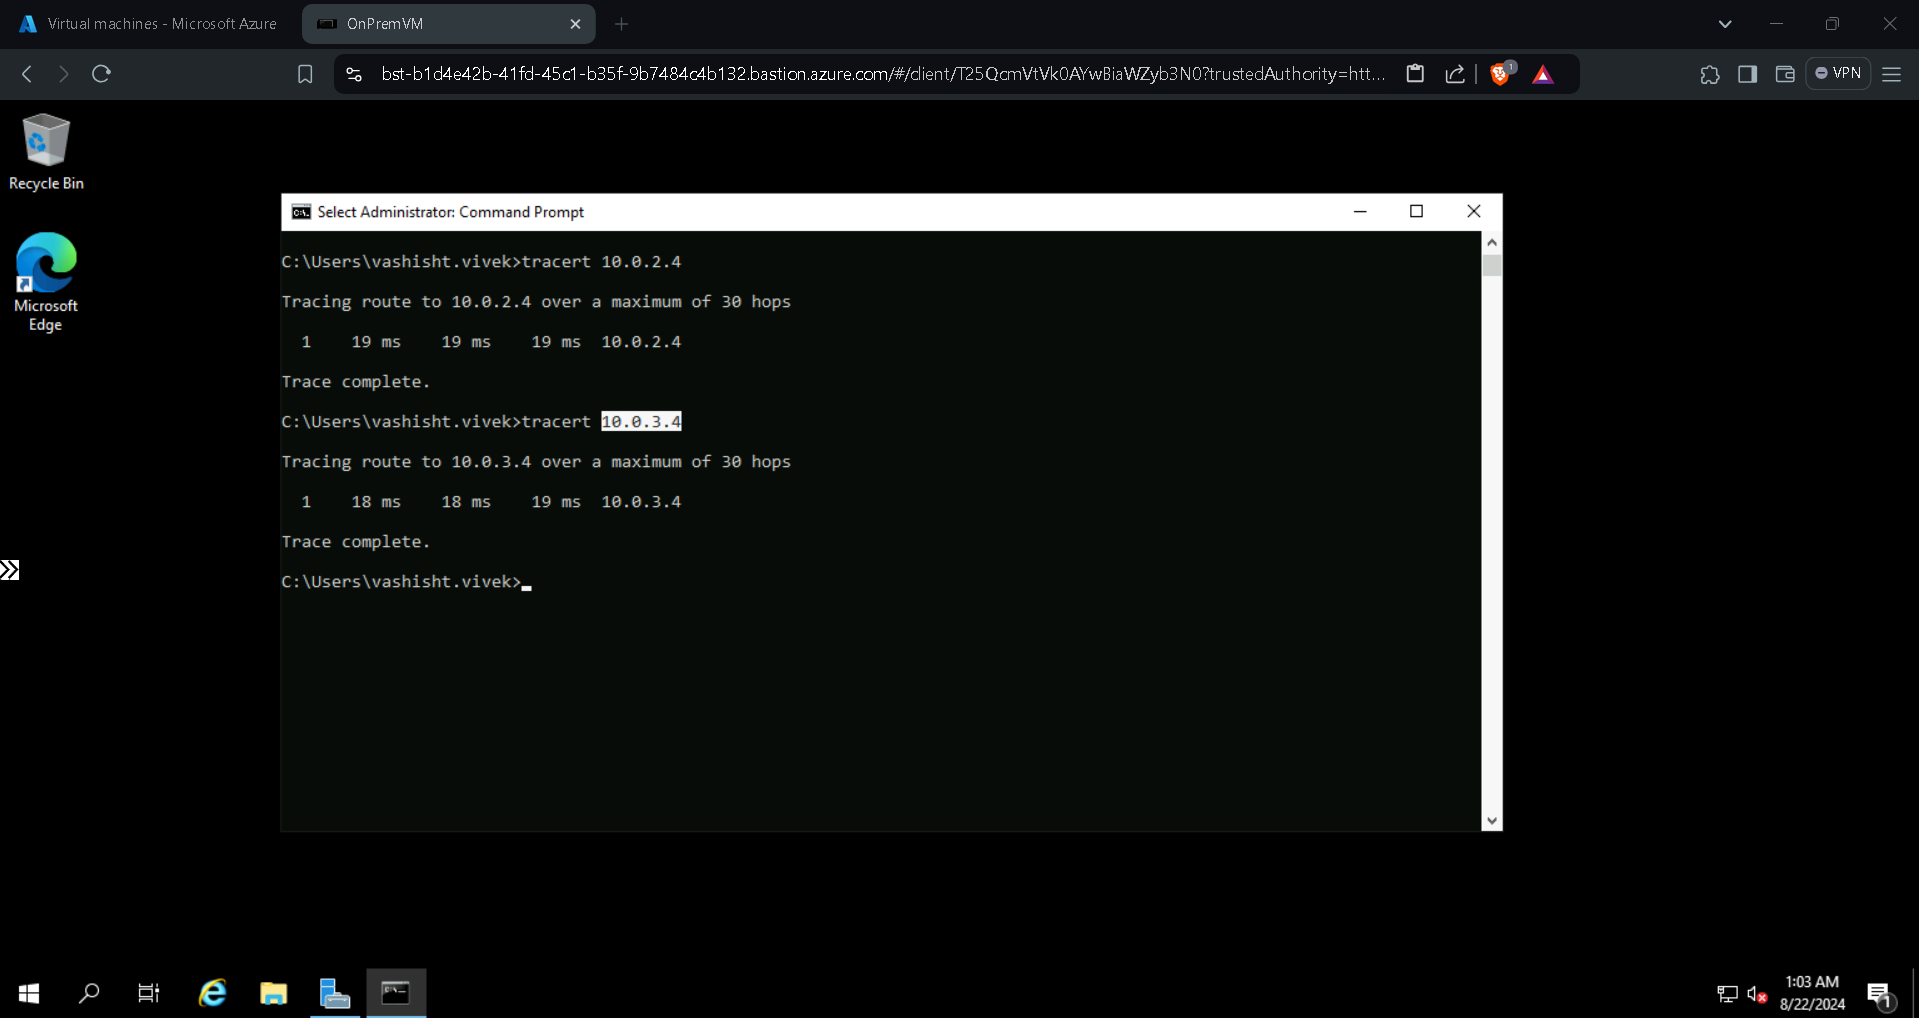 Virtual machines - Microsoft Azure
OnPremVM
bst-b1d4e42b-41fd-45c1-b35f-9b7484c4b132.bastion.azure.com/#/client/T25QcmVtVk0AYwBiaWZyb3N0?trustedAuthority=htt...
1
VPN
Recycle Bin
Microsoft
Edge
Select Administrator: Command Prompt
C:\Users\vashisht.vivek>tracert 10.0.2.4
Tracing route to 10.0.2.4 over a maximum of 30 hops
1 19 ms 19 ms 19 ms 10.0.2.4
Trace complete.
C:\Users\vashisht.vivek>tracert 10.0.3.4
Tracing route to 10.0.3.4 over a maximum of 30 hops
1 18 ms 18 ms 19 ms 10.0.3.4
Trace complete.
C:\Users\vashisht.vivek>
1:03 AM
8/22/2024
1